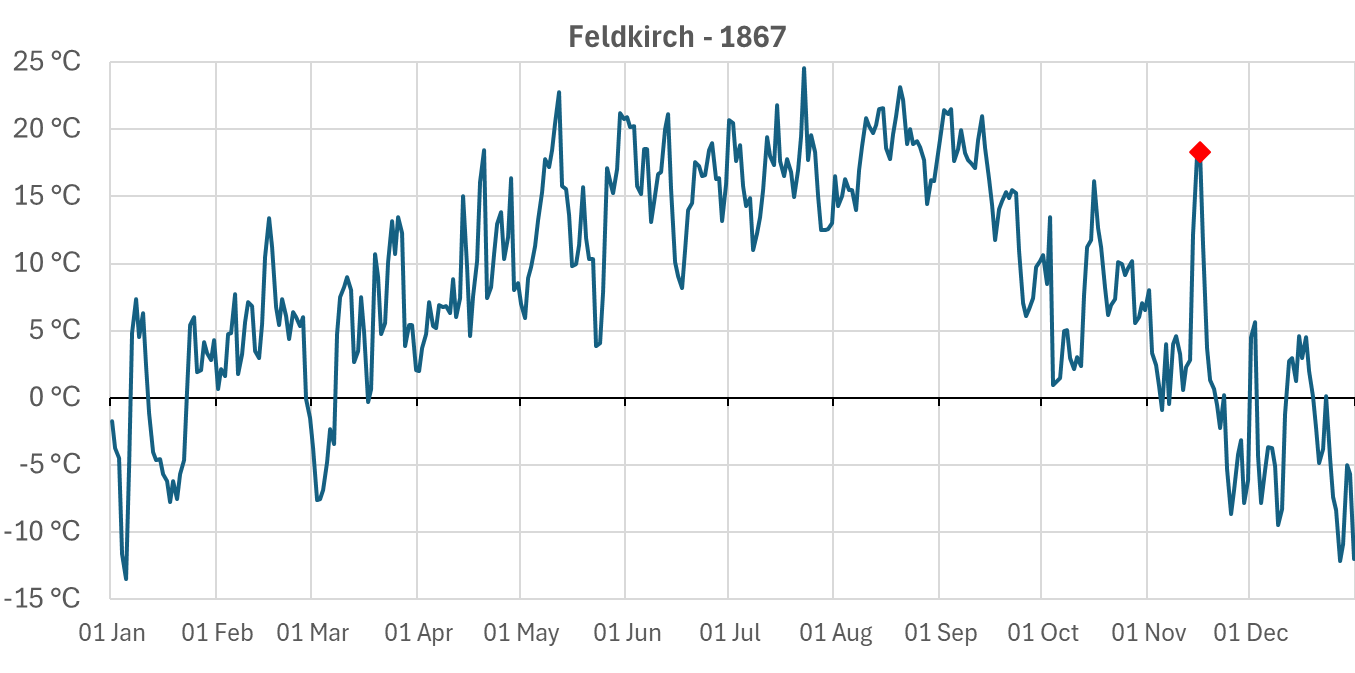 Feldkirch - 1867
25 °C
20 °C
15 °C
10 °C
5 °C
0 °C
-5 °C
-10 °C
-15 °C
01 Jan 01 Feb 01 Mar 01 Apr 01 May 01 Jun 01 Jul 01 Aug 01 Sep 01 Oct 01 Nov 01 Dec